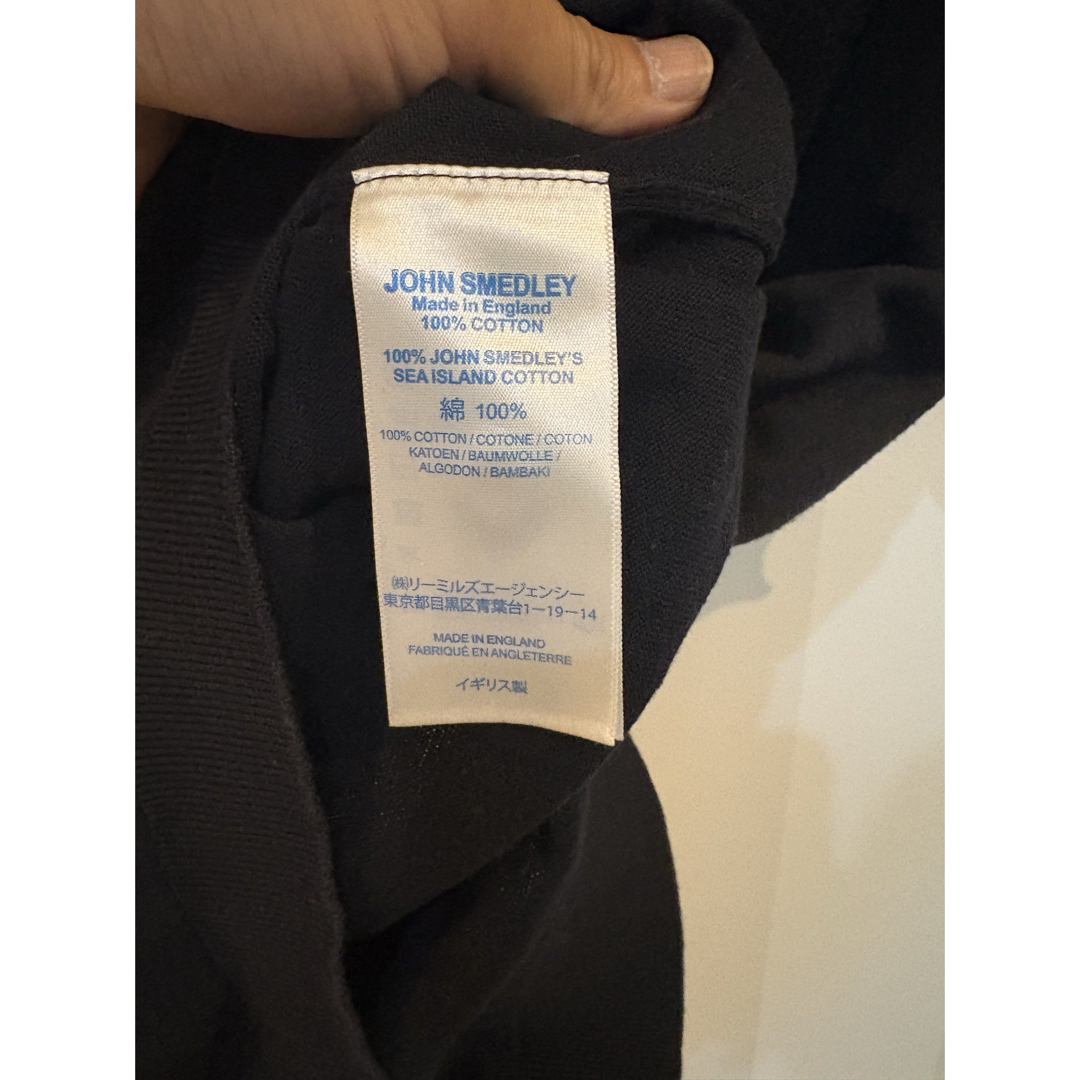 JOHN SMEDLEY
Made in England
100% COTTON
100% JOHN SMEDLEY'S
SEA ISLAND COTTON
綿 100%
100% COTTON / COTONE / COTON
KATOEN / BAUMWOLLE /
ALGODON / BAMBAKI
㈱リーミルズエージェンシー
東京都目黒区青葉台1-19-14
MADE IN ENGLAND
FABRIQUÉ EN ANGLETERRE
イギリス製